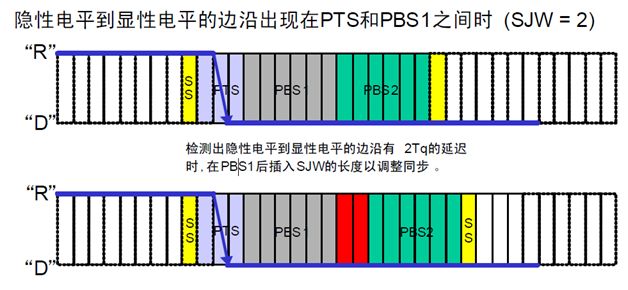 隐性电平到显性电平的边沿出现在PTS和PBS1之间时 (SJW = 2)
“R”
SS PTS PBS1 PBS2
“D”
检测出隐性电平到显性电平的边沿有 2Tq的延迟
时,在PBS1后插入SJW的长度以调整同步 。
“R”
SS PTS PBS1 PBS2 SS
“D”